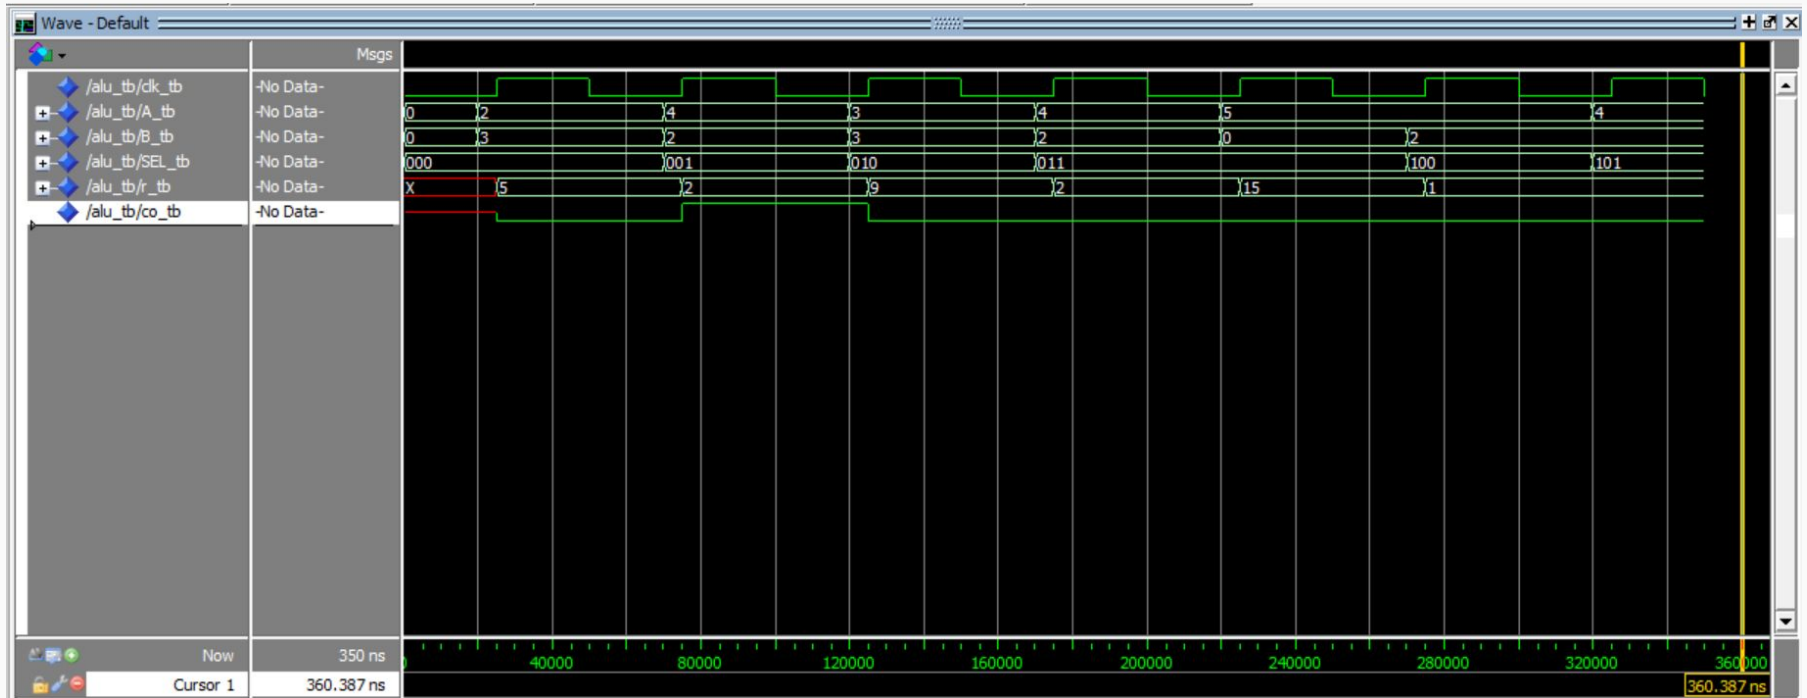 Wave - Default
Msgs
/alu_tb/clk_tb -No Data-
/alu_tb/A_tb -No Data- 0 2 4 3 4 5 4
/alu_tb/B_tb -No Data- 0 3 2 3 2 0 2
/alu_tb/SEL_tb -No Data- 000 001 010 011 100 101
/alu_tb/r_tb -No Data- X 5 2 9 2 15 1
/alu_tb/co_tb -No Data-
Now 350 ns 40000 80000 120000 160000 200000 240000 280000 320000 360000
Cursor 1 360.387 ns 360.387 ns